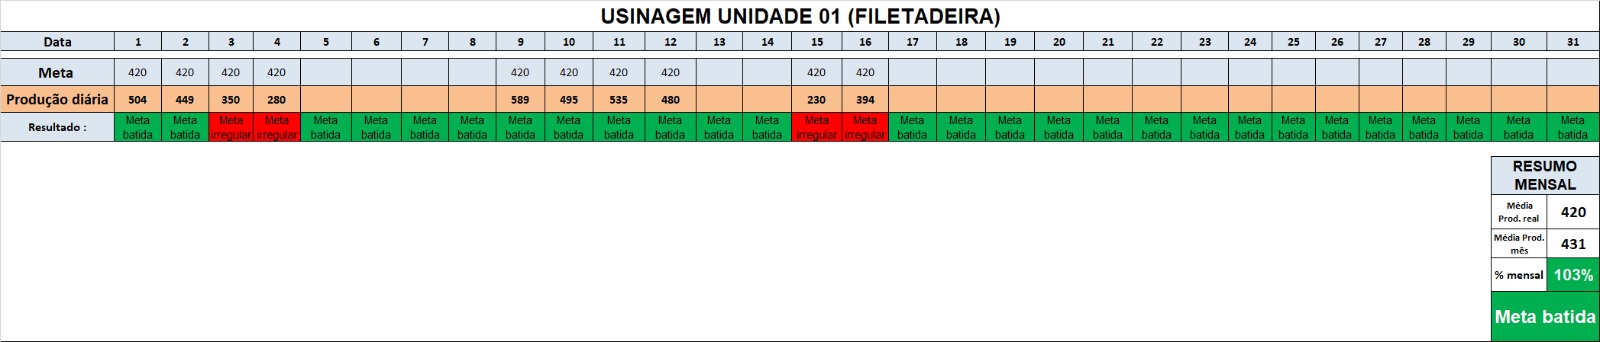 USINAGEM UNIDADE 01 (FILETADEIRA)
Data 1 2 3 4 5 6 7 8 9 10 11 12 13 14 15 16 17 18 19 20 21 22 23 24 25 26 27 28 29 30 31
Meta 420 420 420 420 420 420 420 420 420 420
Produção diária 504 449 350 280 589 495 535 480 230 394
Resultado : Meta Meta Meta Meta Meta Meta Meta Meta Meta Meta Meta Meta Meta Meta Meta Meta Meta Meta Meta Meta Meta Meta Meta Meta Meta Meta Meta Meta Meta Meta Meta
batida batida irregular irregular batida batida batida batida batida batida batida batida batida batida irregular irregular batida batida batida batida batida batida batida batida batida batida batida batida batida batida batida
RESUMO
MENSAL
Média
Prod. real 420
Média Prod.
mês 431
% mensal 103%
Meta batida